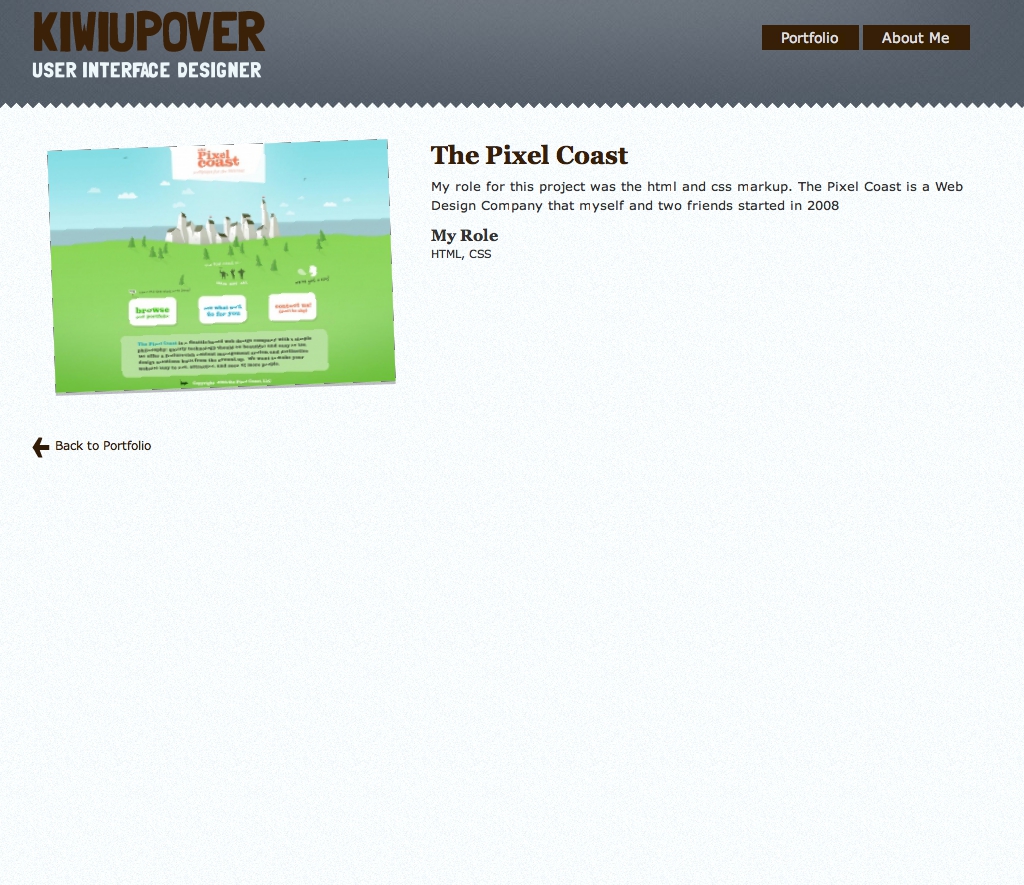 KIWIUPOVER
USER INTERFACE DESIGNER
Portfolio
About Me
the Pixel
coast
browse
our portfolio
see what we'll
do for you
contact us!
The Pixel Coast
My role for this project was the html and css markup. The Pixel Coast is a Web
Design Company that myself and two friends started in 2008
My Role
HTML, CSS
Back to Portfolio